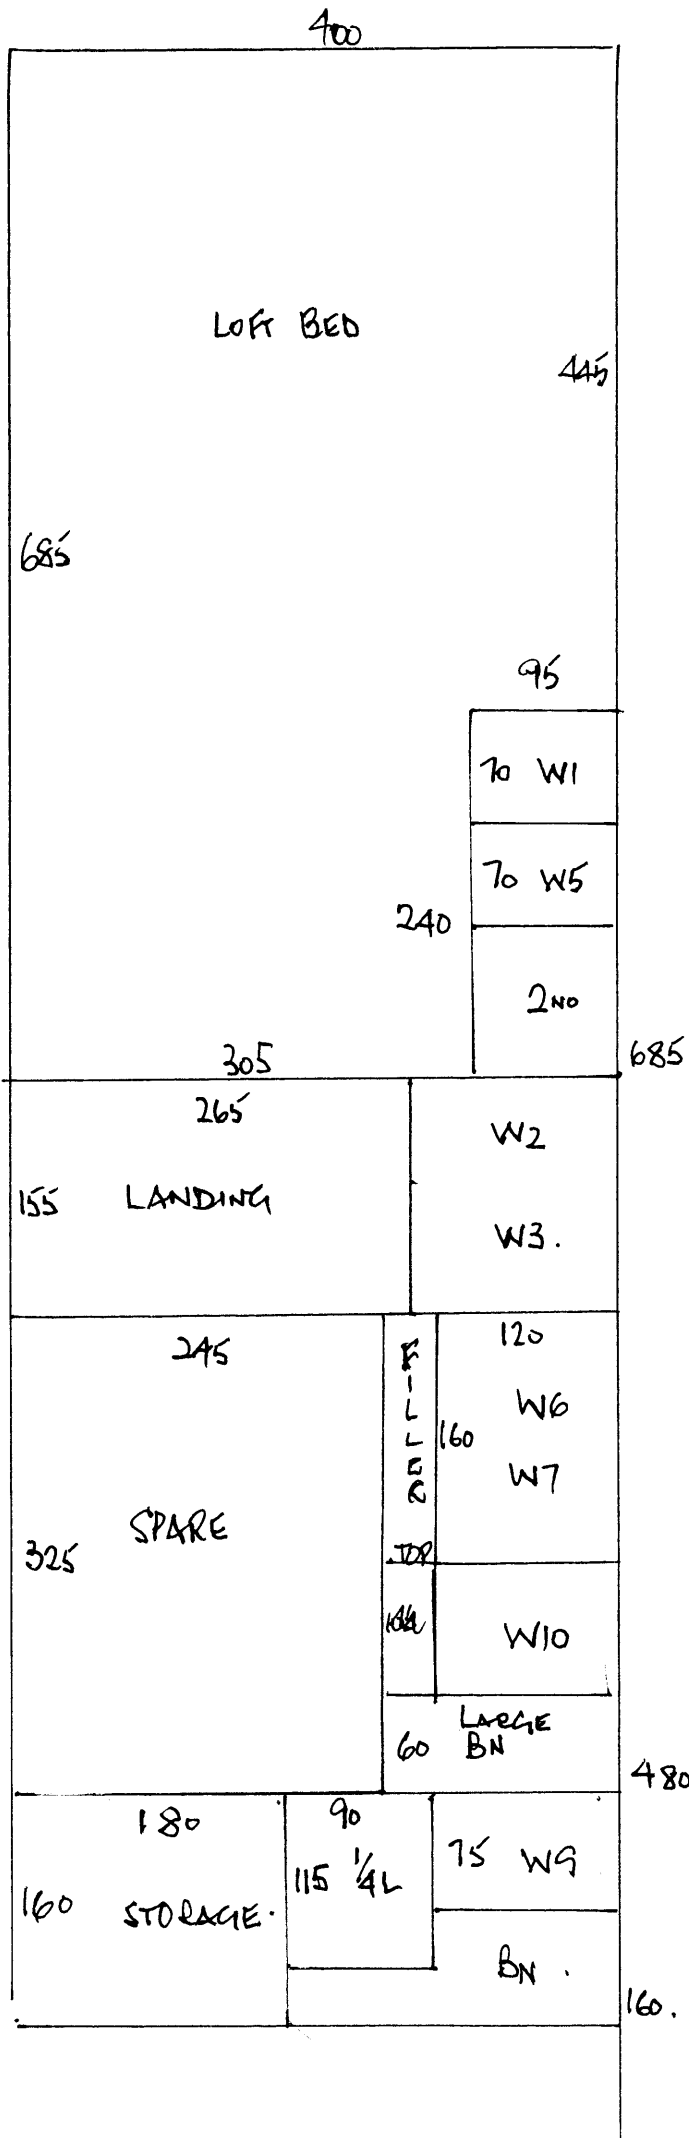 400
LOFT BED
445
685
95
70 W1
70 W5
240
2NO
305
685
265
W2
155 LANDING
W3.
245
FILLER
120
W6
160
W7
SPARE
325
TOP
W10
LARGE
60 BN
480
180
90
75 W9
115 1/4L
160 STORAGE.
BN.
160.